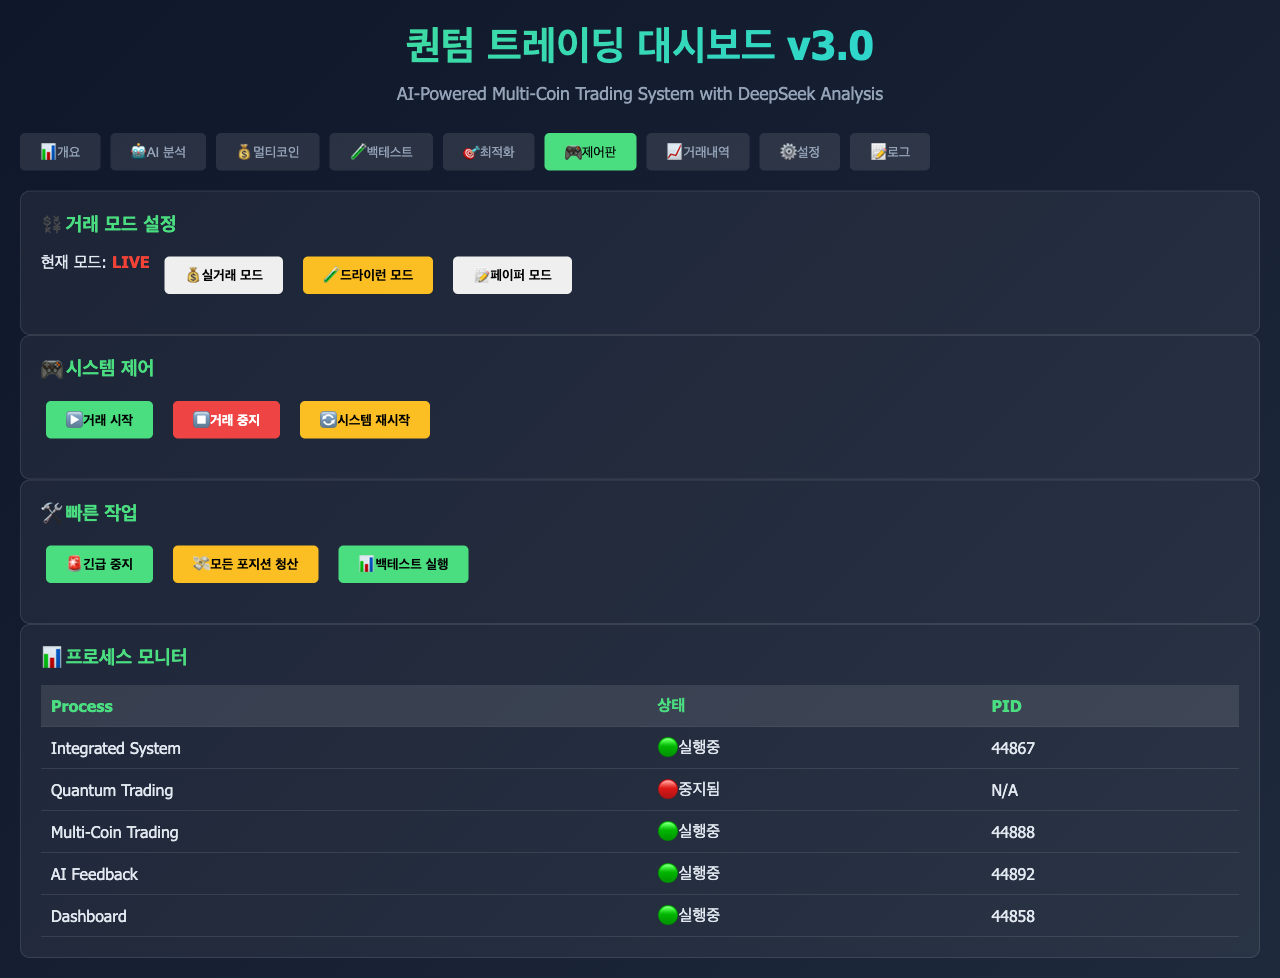 퀀텀 트레이딩 대시보드 v3.0
AI-Powered Multi-Coin Trading System with DeepSeek Analysis
📊개요 🤖AI 분석 💰멀티코인 🧪백테스트 🎯최적화 🎮제어판 📈거래내역 ⚙️설정 📝로그
💱거래 모드 설정
현재 모드: LIVE 💰실거래 모드 🧪드라이런 모드 📝페이퍼 모드
🎮시스템 제어
▶️거래 시작 ⏹️거래 중지 🔄시스템 재시작
🛠️빠른 작업
🚨긴급 중지 💸모든 포지션 청산 📊백테스트 실행
📊프로세스 모니터
Process 상태 PID
Integrated System 🟢실행중 44867
Quantum Trading 🔴중지됨 N/A
Multi-Coin Trading 🟢실행중 44888
AI Feedback 🟢실행중 44892
Dashboard 🟢실행중 44858